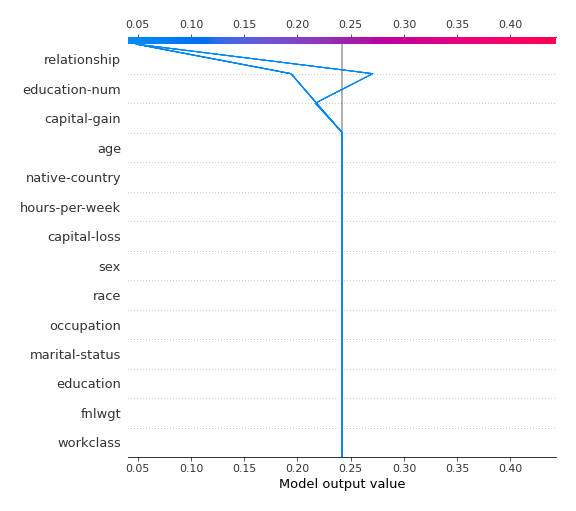 0.05 0.10 0.15 0.20 0.25 0.30 0.35 0.40
relationship
education-num
capital-gain
age
native-country
hours-per-week
capital-loss
sex
race
occupation
marital-status
education
fnlwgt
workclass
0.05 0.10 0.15 0.20 0.25 0.30 0.35 0.40
Model output value